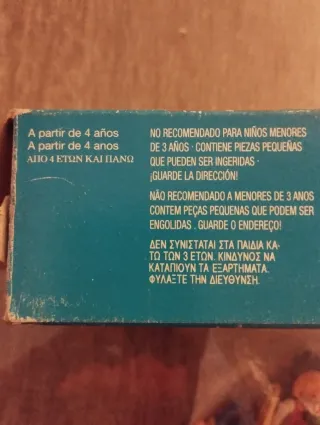 A partir de 4 años
A partir de 4 anos
ΑΠΟ 4 ΕΤΩΝ ΚΑΙ ΠΑΝΩ
NO RECOMENDADO PARA NIÑOS MENORES
DE 3 AÑOS · CONTIENE PIEZAS PEQUEÑAS
QUE PUEDEN SER INGERIDAS ·
¡GUARDE LA DIRECCIÓN!
NÃO RECOMENDADO A MENORES DE 3 ANOS
CONTEM PEÇAS PEQUENAS QUE PODEM SER
ENGOLIDAS . GUARDE O ENDEREÇO!
ΔΕΝ ΣΥΝΙΣΤΑΤΑΙ ΣΤΑ ΠΑΙΔΙΑ ΚΑ-
ΤΩ ΤΩΝ 3 ΕΤΩΝ. ΚΙΝΔΥΝΟΣ ΝΑ
ΚΑΤΑΠΙΟΥΝ ΤΑ ΕΞΑΡΤΗΜΑΤΑ.
ΦΥΛΑΞΤΕ ΤΗΝ ΔΙΕΥΘΥΝΣΗ.